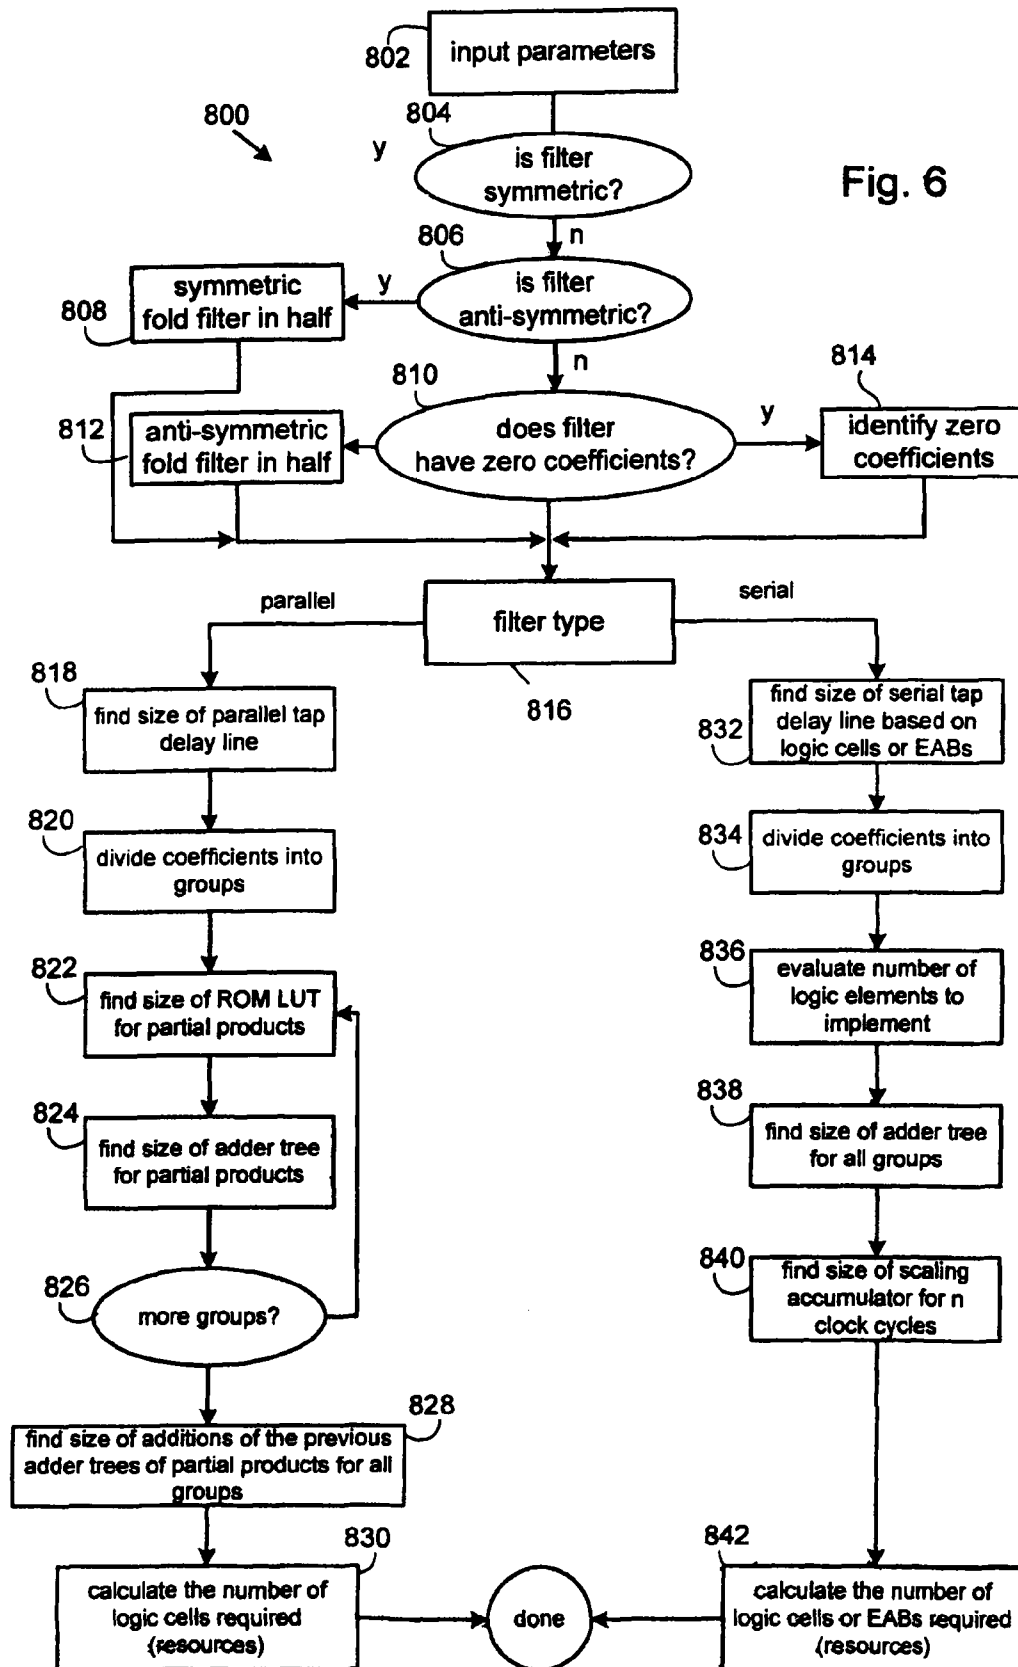 802
input parameters
800
804
y
is filter
symmetric?
Fig. 6
n
806
is filter
anti-symmetric?
y
symmetric
fold filter in half
808
n
810
does filter
have zero coefficients?
y
814
identify zero
coefficients
812
anti-symmetric
fold filter in half
parallel
filter type
serial
816
818
find size of parallel tap
delay line
820
divide coefficients into
groups
822
find size of ROM LUT
for partial products
824
find size of adder tree
for partial products
826
more groups?
828
find size of additions of the previous
adder trees of partial products for all
groups
830
calculate the number of
logic cells required
(resources)
832
find size of serial tap
delay line based on
logic cells or EABs
834
divide coefficients into
groups
836
evaluate number of
logic elements to
implement
838
find size of adder tree
for all groups
840
find size of scaling
accumulator for n
clock cycles
842
calculate the number of
logic cells or EABs required
(resources)
done